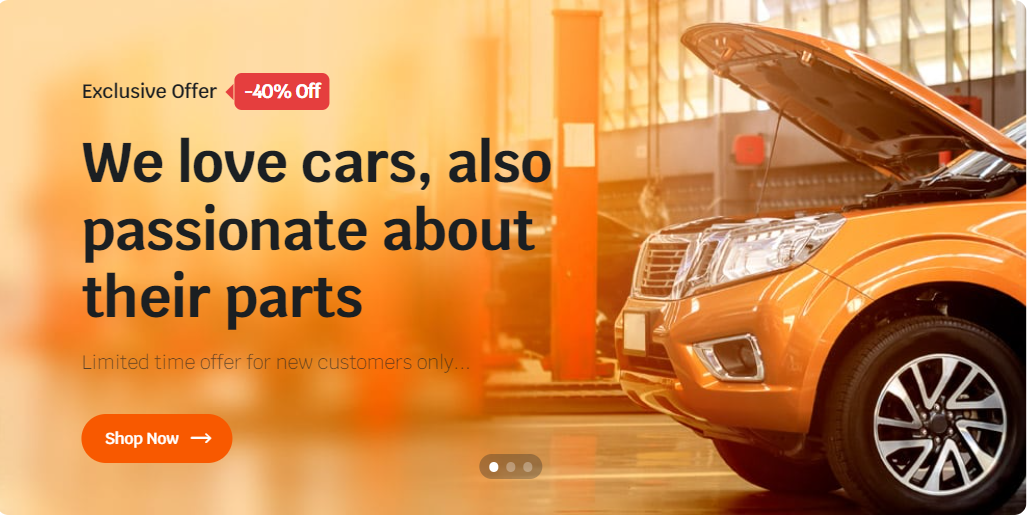 Exclusive Offer -40% Off
We love cars, also
passionate about
their parts
Limited time offer for new customers only...
Shop Now